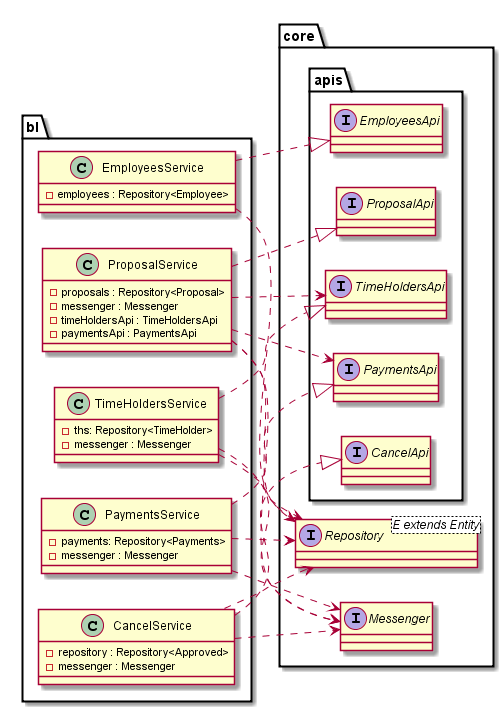 core
apis
I EmployeesApi
I ProposalApi
I TimeHoldersApi
I PaymentsApi
I CancelApi
I Repository
E extends Entity
I Messenger
bl
C EmployeesService
employees : Repository<Employee>
C ProposalService
proposals : Repository<Proposal>
messenger : Messenger
timeHoldersApi : TimeHoldersApi
paymentsApi : PaymentsApi
C TimeHoldersService
ths: Repository<TimeHolder>
messenger : Messenger
C PaymentsService
payments: Repository<Payments>
messenger : Messenger
C CancelService
repository : Repository<Approved>
messenger : Messenger